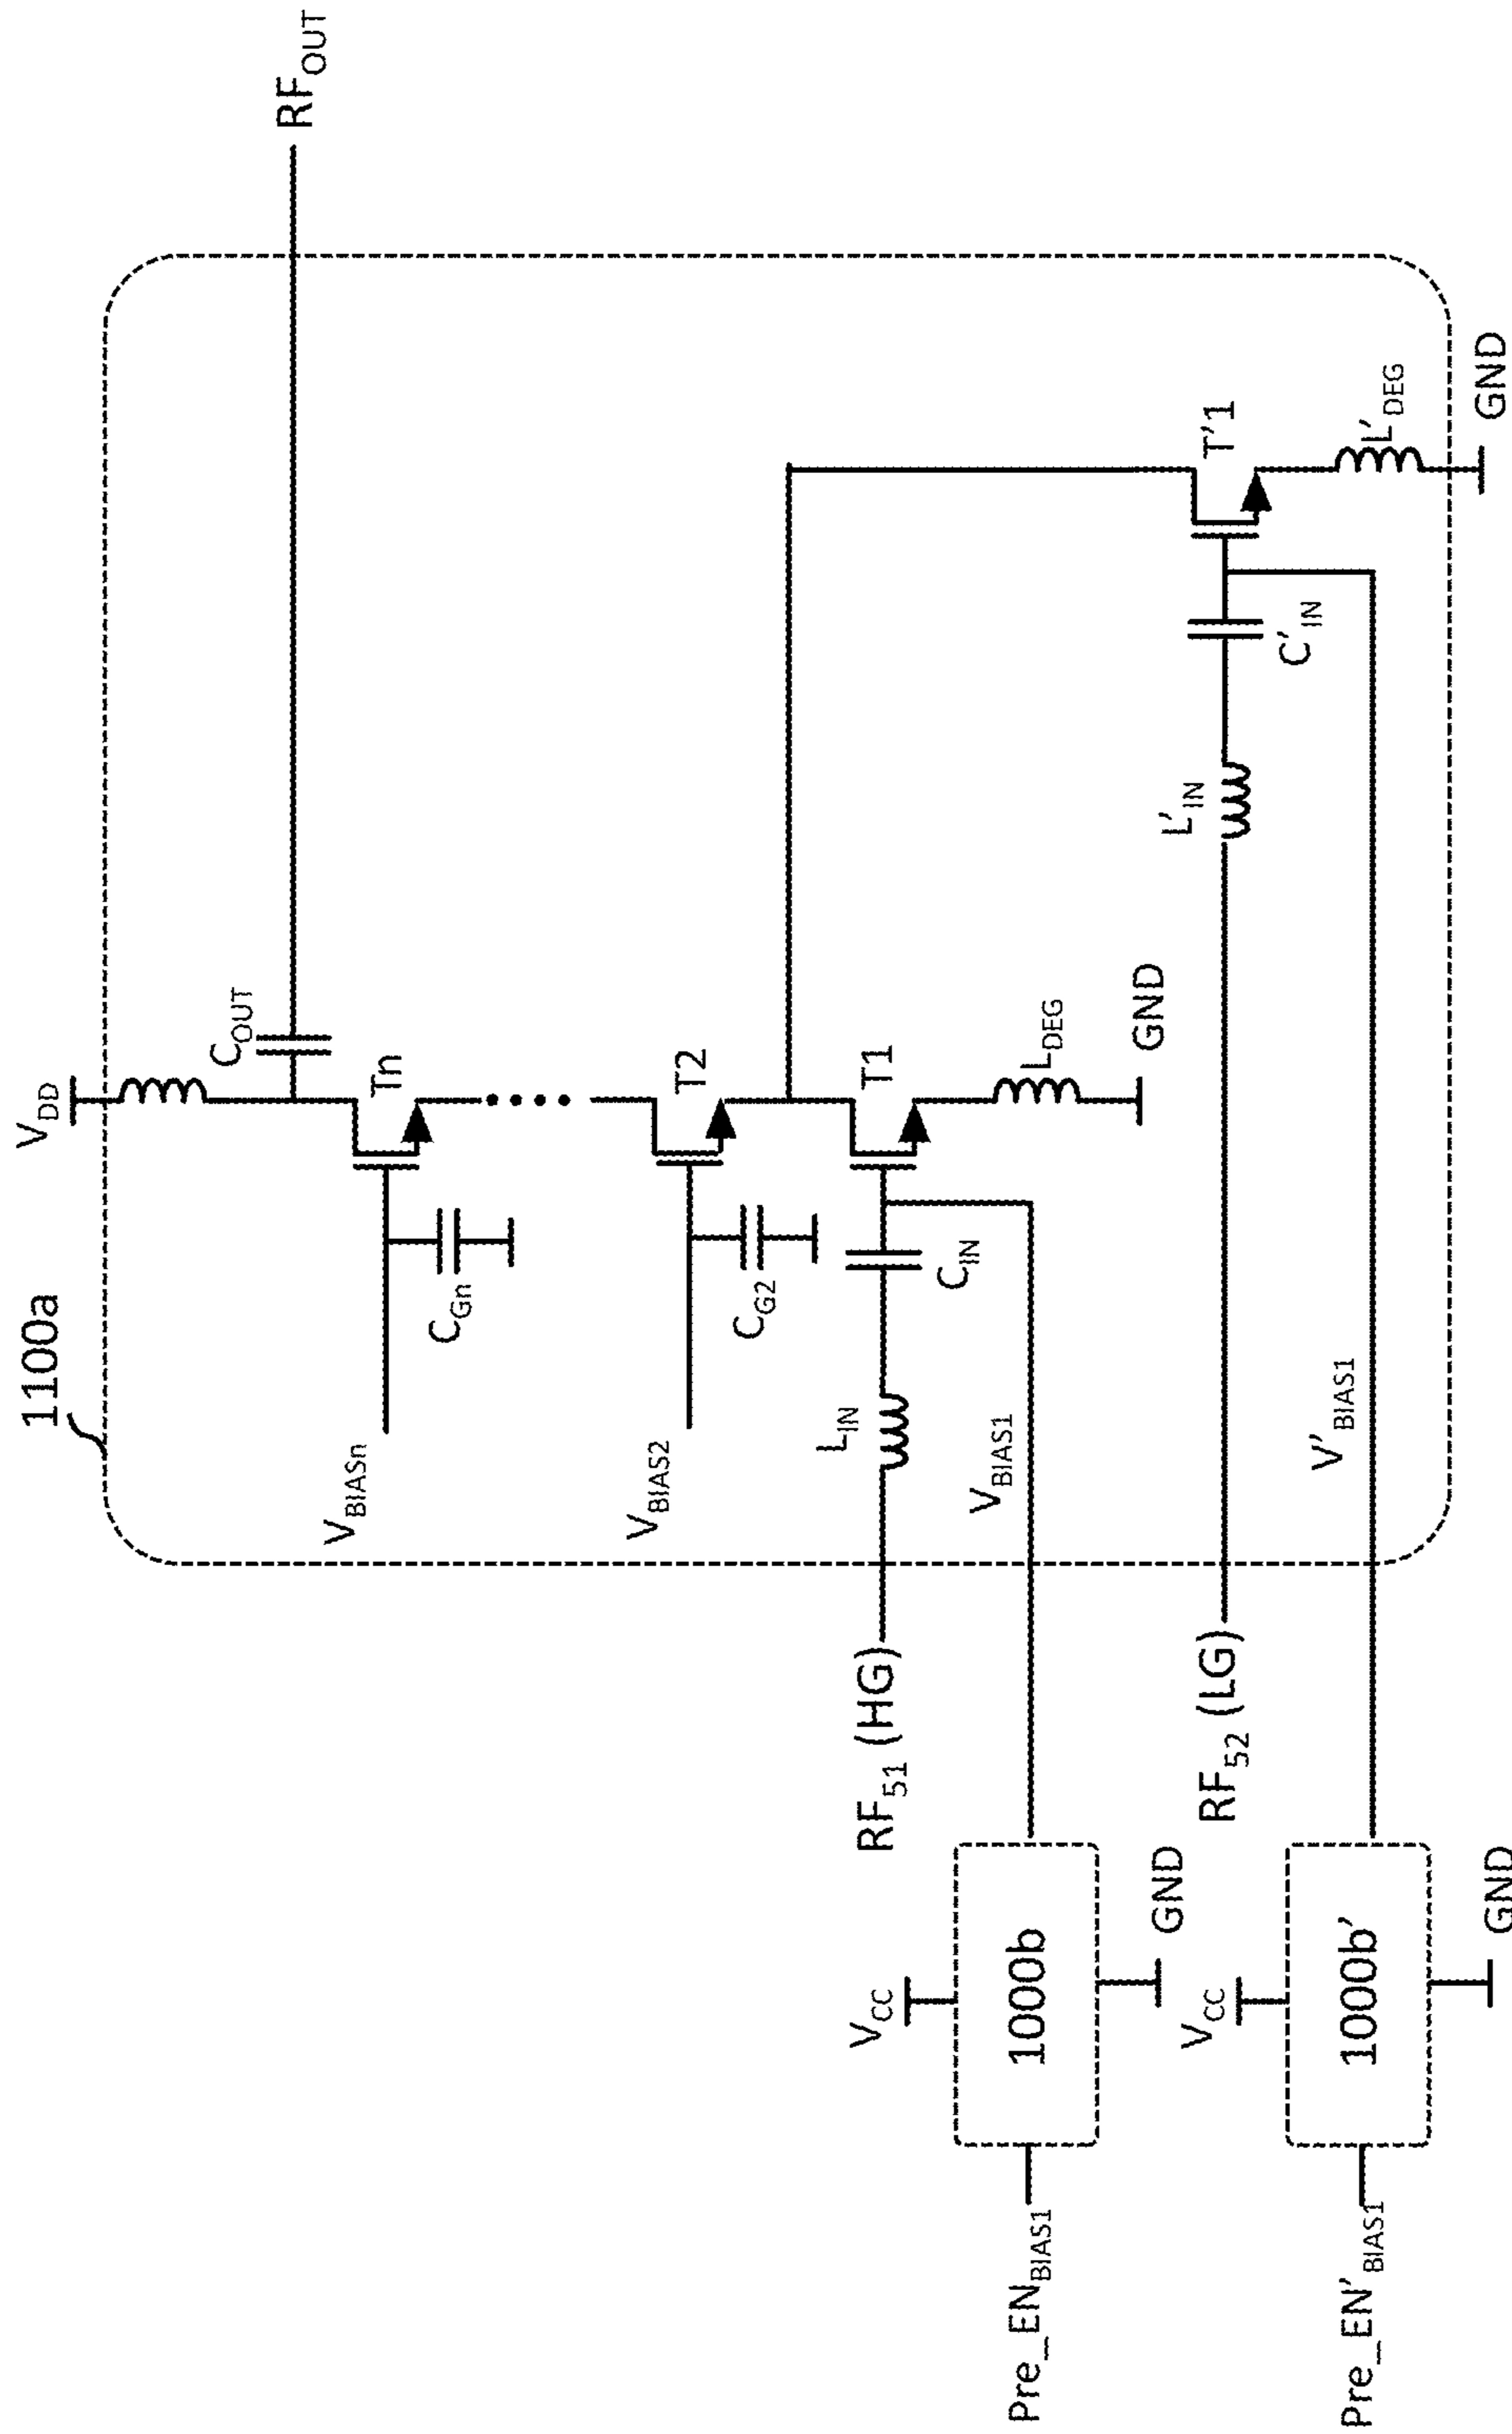 1100a
V_DD
C_OUT
RF_OUT
Tn
V_BIASn
C_Gn
T2
V_BIAS2
C_G2
T1
L_IN
C_IN
L_DEG
GND
RF_51 (HG)
V_BIAS1
T'1
L'_IN
C'_IN
L'_DEG
GND
RF_52 (LG)
V'_BIAS1
V_CC
1000b
GND
Pre_EN_BIAS1
V_CC
1000b'
GND
Pre_EN'_BIAS1